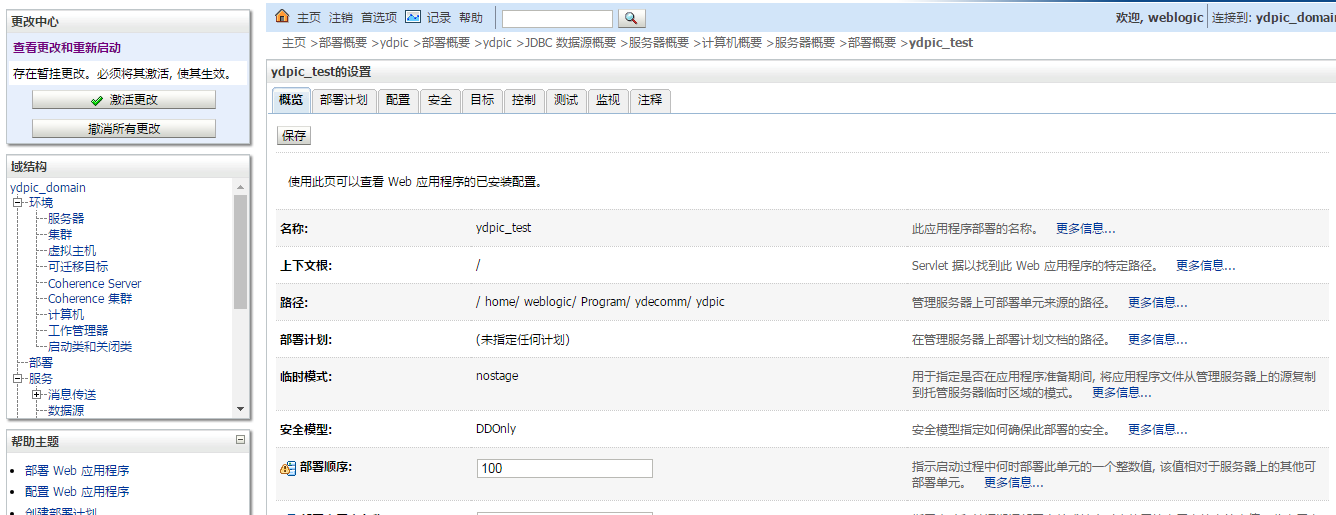 更改中心
查看更改和重新启动
存在暂挂更改。必须将其激活, 使其生效。
激活更改
撤消所有更改
域结构
ydpic_domain
环境
服务器
集群
虚拟主机
可迁移目标
Coherence Server
Coherence 集群
计算机
工作管理器
启动类和关闭类
部署
服务
消息传送
数据源
帮助主题
部署 Web 应用程序
配置 Web 应用程序
创建部署计划
主页 注销 首选项 记录 帮助
欢迎, weblogic 连接到: ydpic_domain
主页 >部署概要 >ydpic >部署概要 >ydpic >JDBC 数据源概要 >服务器概要 >计算机概要 >服务器概要 >部署概要 >ydpic_test
ydpic_test的设置
概览 部署计划 配置 安全 目标 控制 测试 监视 注释
保存
使用此页可以查看 Web 应用程序的已安装配置。
名称: ydpic_test 此应用程序部署的名称。 更多信息...
上下文根: / Servlet 据以找到此 Web 应用程序的特定路径。 更多信息...
路径: / home/ weblogic/ Program/ ydecomm/ ydpic 管理服务器上可部署单元来源的路径。 更多信息...
部署计划: (未指定任何计划) 在管理服务器上部署计划文档的路径。 更多信息...
临时模式: nostage 用于指定是否在应用程序准备期间, 将应用程序文件从管理服务器上的源复制
到托管服务器临时区域的模式。 更多信息...
安全模型: DDOnly 安全模型指定如何确保此部署的安全。 更多信息...
部署顺序: 100 指示启动过程中何时部署此单元的一个整数值, 该值相对于服务器上的其他可
部署单元。 更多信息...